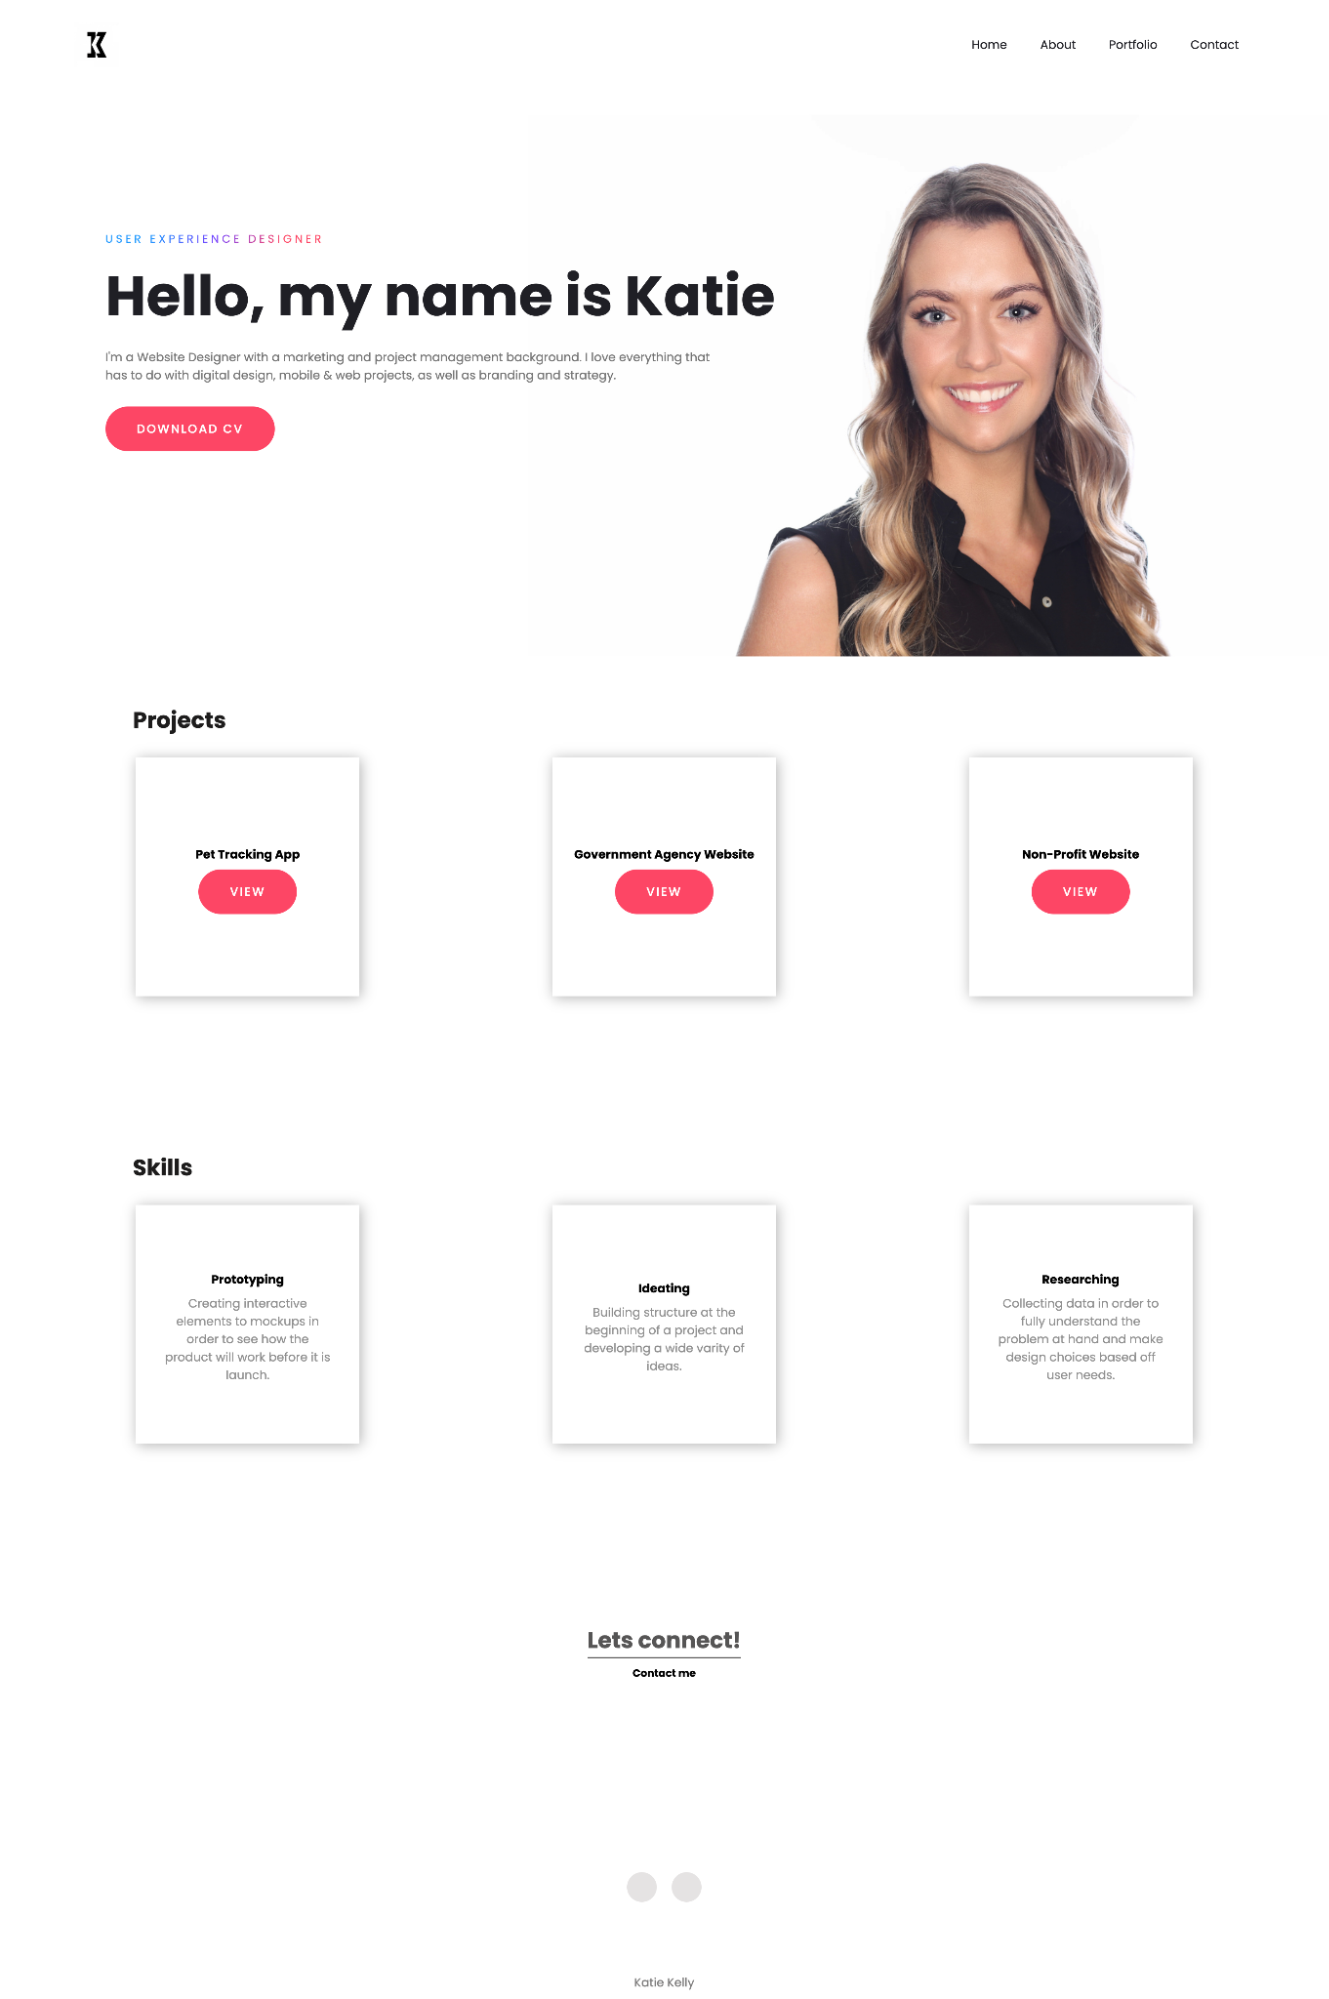 K
Home About Portfolio Contact
USER EXPERIENCE DESIGNER
Hello, my name is Katie
I'm a Website Designer with a marketing and project management background. I love everything that
has to do with digital design, mobile & web projects, as well as branding and strategy.
DOWNLOAD CV
Projects
Pet Tracking App
VIEW
Government Agency Website
VIEW
Non-Profit Website
VIEW
Skills
Prototyping
Creating interactive
elements to mockups in
order to see how the
product will work before it is
launch.
Ideating
Building structure at the
beginning of a project and
developing a wide varity of
ideas.
Researching
Collecting data in order to
fully understand the
problem at hand and make
design choices based off
user needs.
Lets connect!
Contact me
Katie Kelly